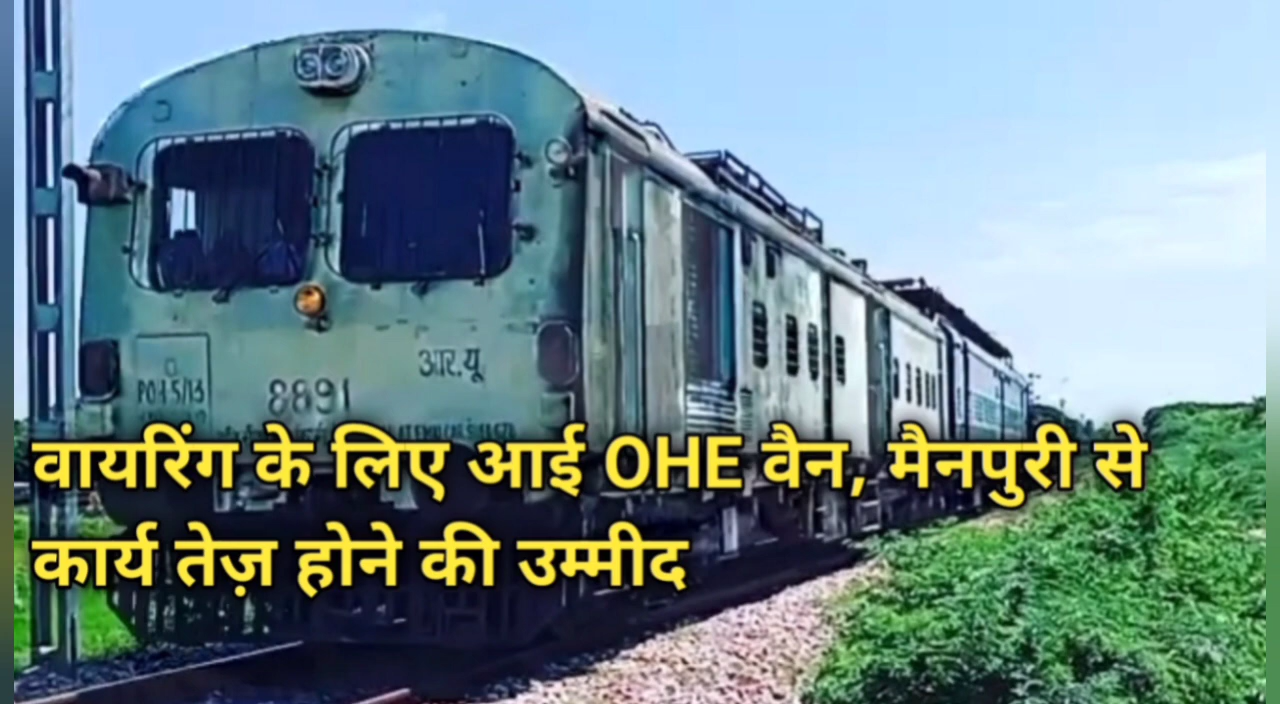 आर.यू.
8891
वायरिंग के लिए आई OHE वैन, मैनपुरी से
कार्य तेज़ होने की उम्मीद